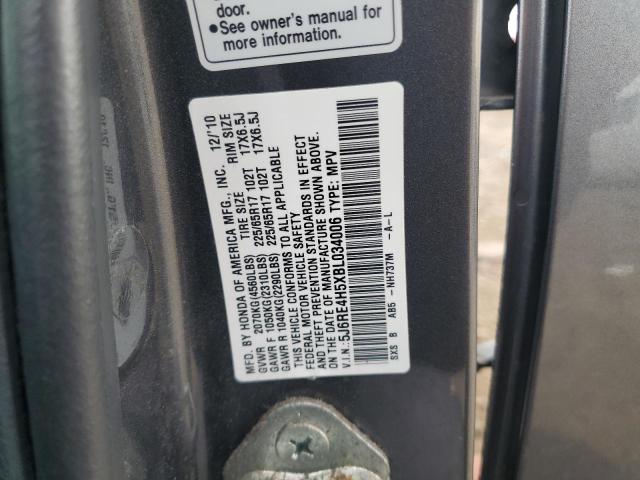 door.
•See owner's manual for
more information.
MFD. BY HONDA OF AMERICA MFG., INC. 12/'10
GVWR 2070KG(4560LBS) TIRE SIZE RIM SIZE
GAWR F 1050KG(2310LBS) 225/65R17 102T 17X6.5J
GAWR R 1040KG(2290LBS) 225/65R17 102T 17X6.5J
THIS VEHICLE CONFORMS TO ALL APPLICABLE
FEDERAL MOTOR VEHICLE SAFETY
AND THEFT PREVENTION STANDARDS IN EFFECT
ON THE DATE OF MANUFACTURE SHOWN ABOVE.
V.I.N.:5J6RE4H5XBL034006 TYPE: MPV
SXS B AB5 -NH737M -A-L